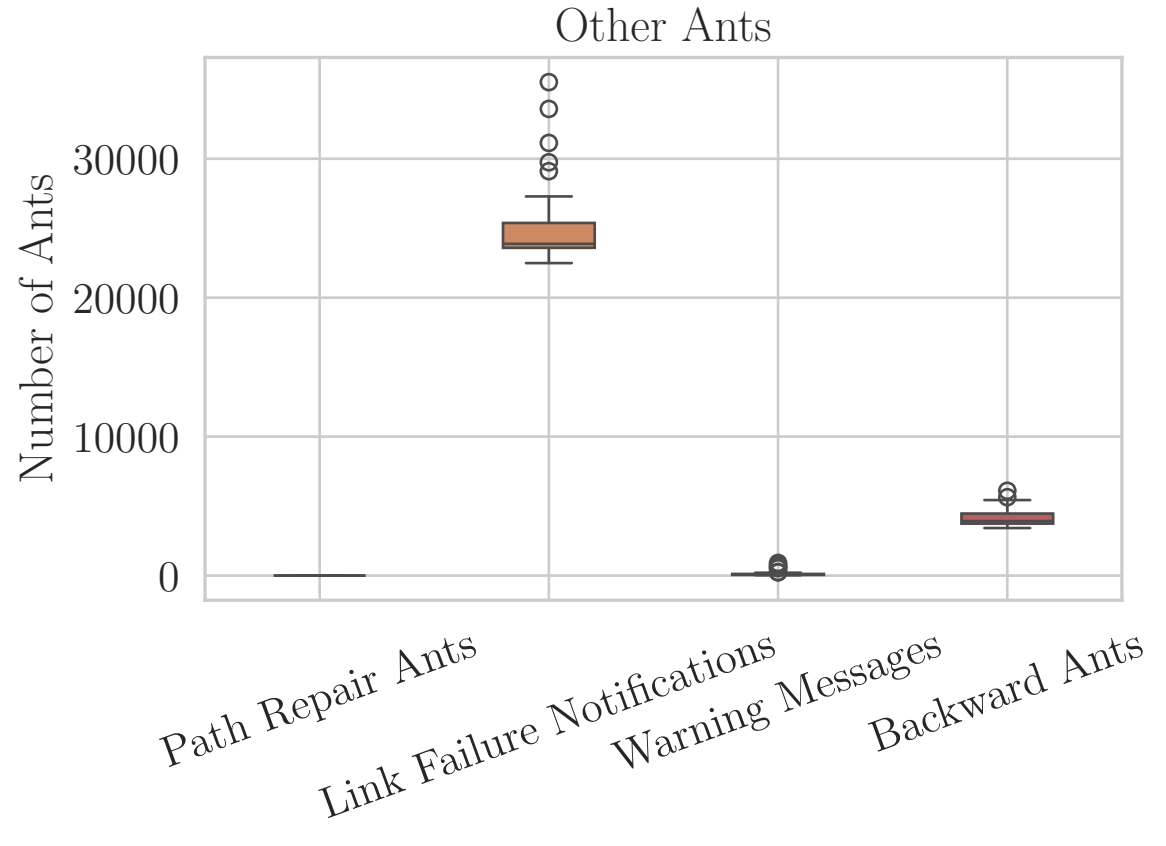 Other Ants
Number of Ants
30000
20000
10000
0
Path Repair Ants
Link Failure Notifications
Warning Messages
Backward Ants